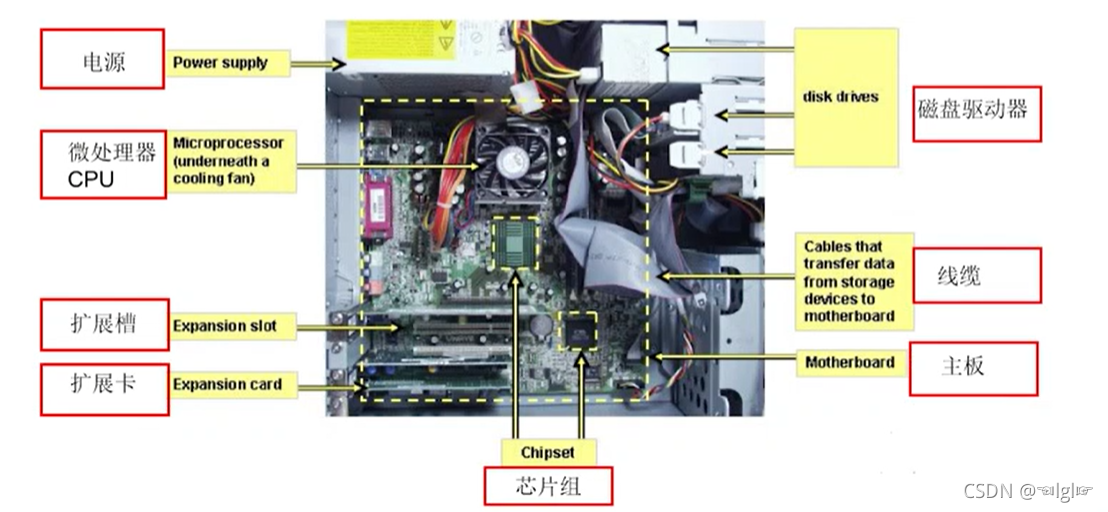 电源
Power supply
微处理器
CPU
Microprocessor
(underneath a
cooling fan)
扩展槽
Expansion slot
扩展卡
Expansion card
disk drives
磁盘驱动器
Cables that
transfer data
from storage
devices to
motherboard
线缆
Motherboard
主板
Chipset
芯片组
CSDN @☜lgl☞